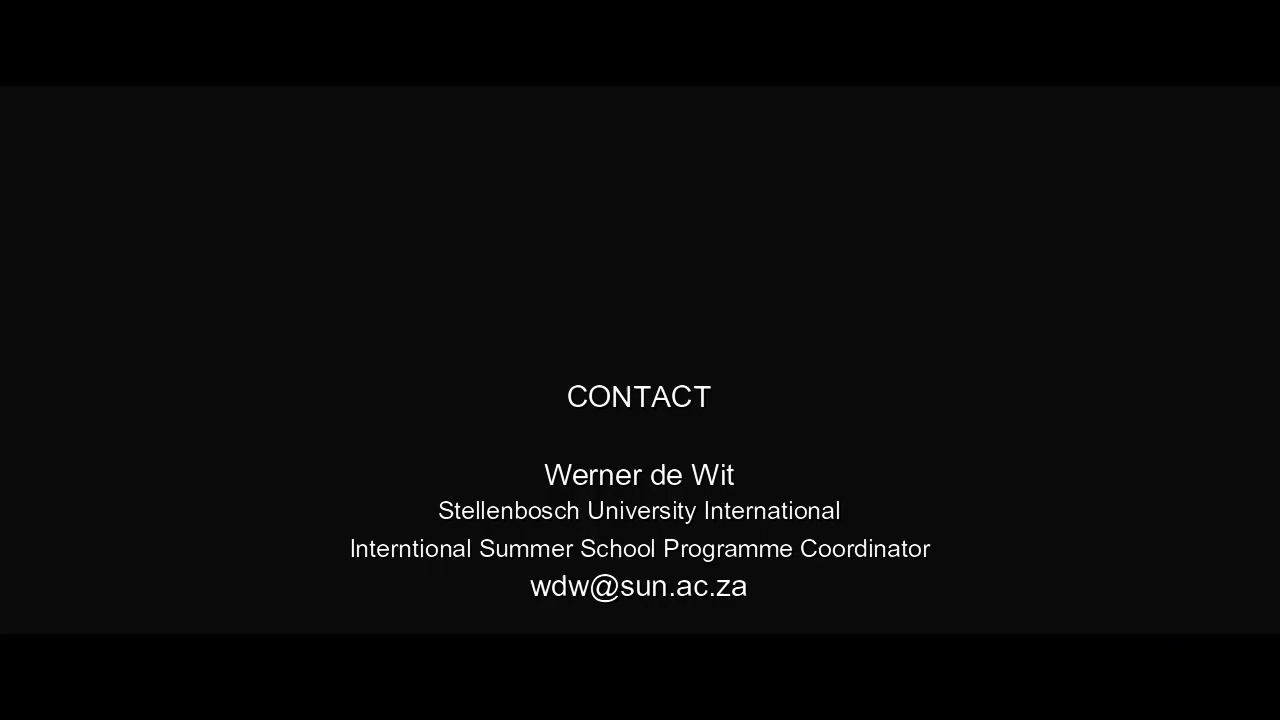 CONTACT
Werner de Wit
Stellenbosch University International
Interntional Summer School Programme Coordinator
wdw@sun.ac.za